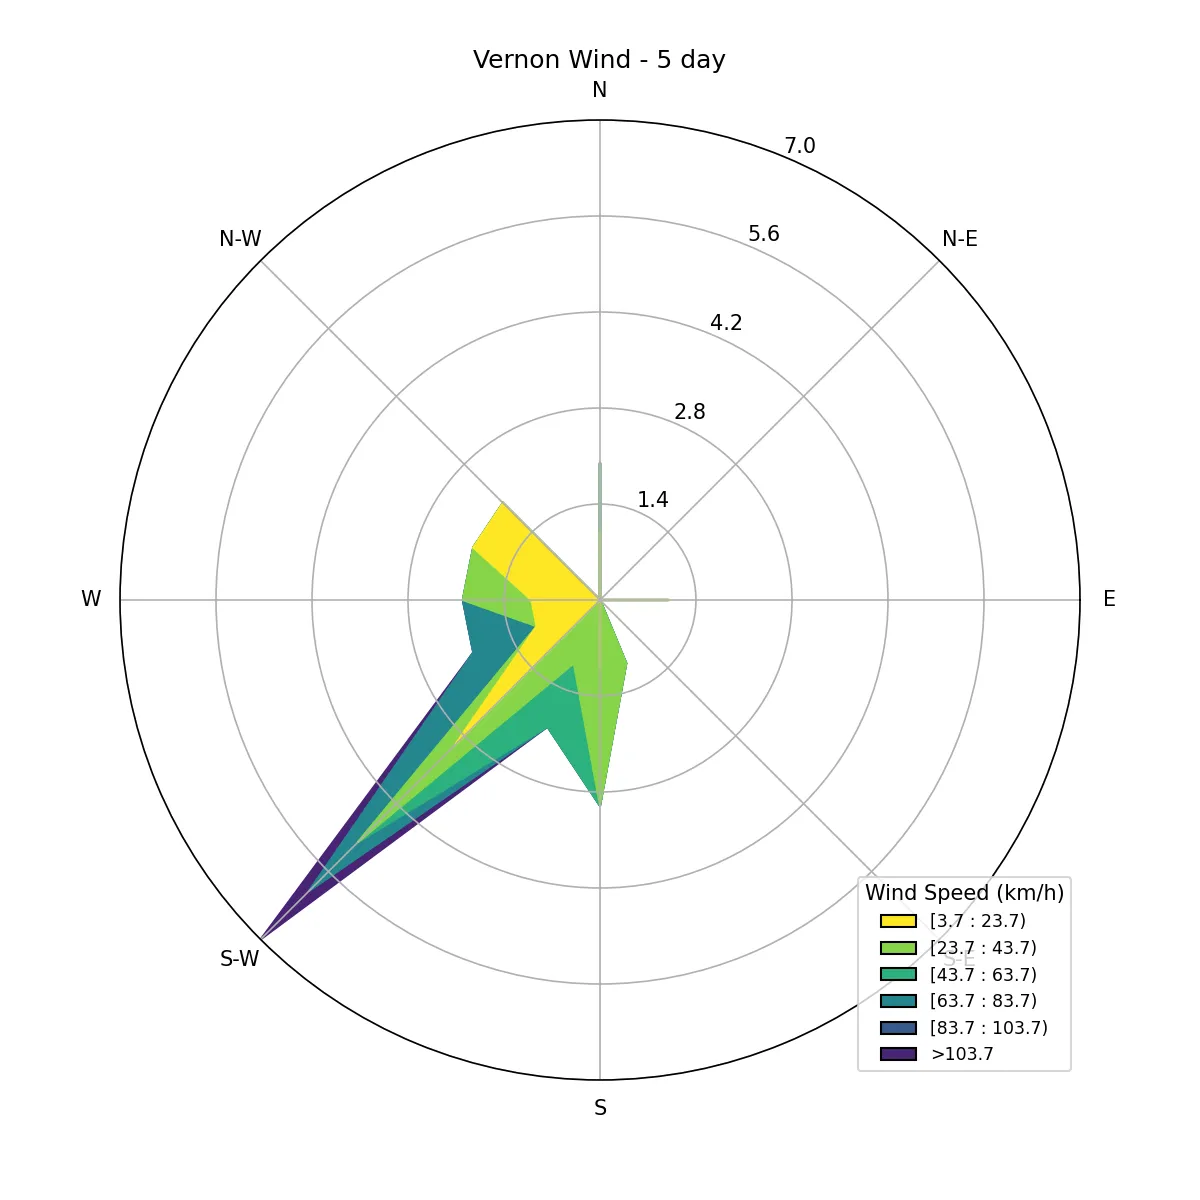 Vernon Wind - 5 day
N
7.0
N-W
5.6
N-E
4.2
2.8
1.4
W
E
S-W
S-E
S
Wind Speed (km/h)
[3.7 : 23.7)
[23.7 : 43.7)
[43.7 : 63.7)
[63.7 : 83.7)
[83.7 : 103.7)
>103.7